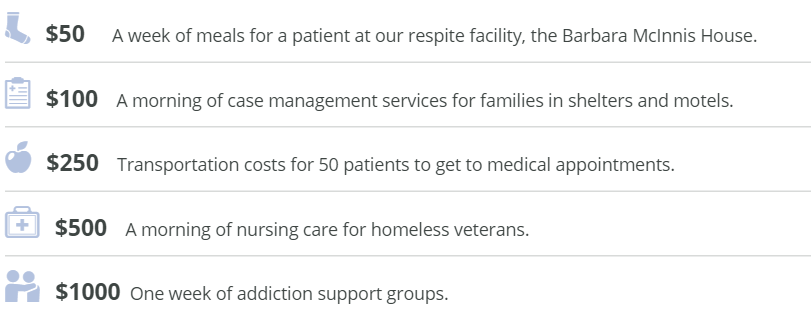 $50 A week of meals for a patient at our respite facility, the Barbara McInnis House.
$100 A morning of case management services for families in shelters and motels.
$250 Transportation costs for 50 patients to get to medical appointments.
$500 A morning of nursing care for homeless veterans.
$1000 One week of addiction support groups.